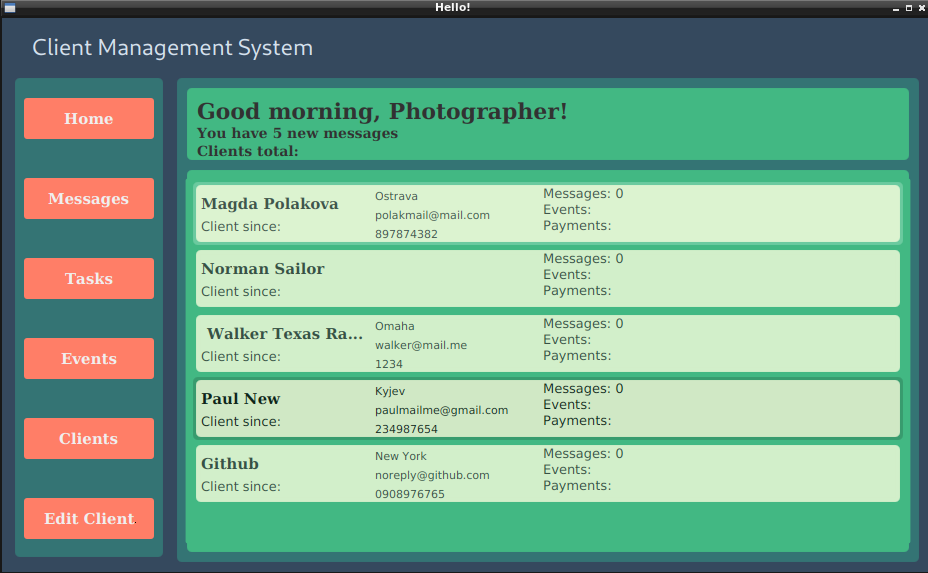 Hello!
Client Management System
Home
Messages
Tasks
Events
Clients
Edit Client
Good morning, Photographer!
You have 5 new messages
Clients total:
Magda Polakova
Client since:
Ostrava
polakmail@mail.com
897874382
Messages: 0
Events:
Payments:
Norman Sailor
Client since:
Messages: 0
Events:
Payments:
Walker Texas Ra...
Client since:
Omaha
walker@mail.me
1234
Messages: 0
Events:
Payments:
Paul New
Client since:
Kyjev
paulmailme@gmail.com
234987654
Messages: 0
Events:
Payments:
Github
Client since:
New York
noreply@github.com
0908976765
Messages: 0
Events:
Payments: